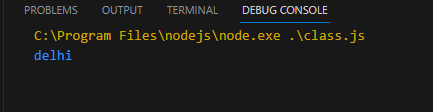 PROBLEMS OUTPUT TERMINAL DEBUG CONSOLE
C:\Program Files\nodejs\node.exe .\class.js
delhi